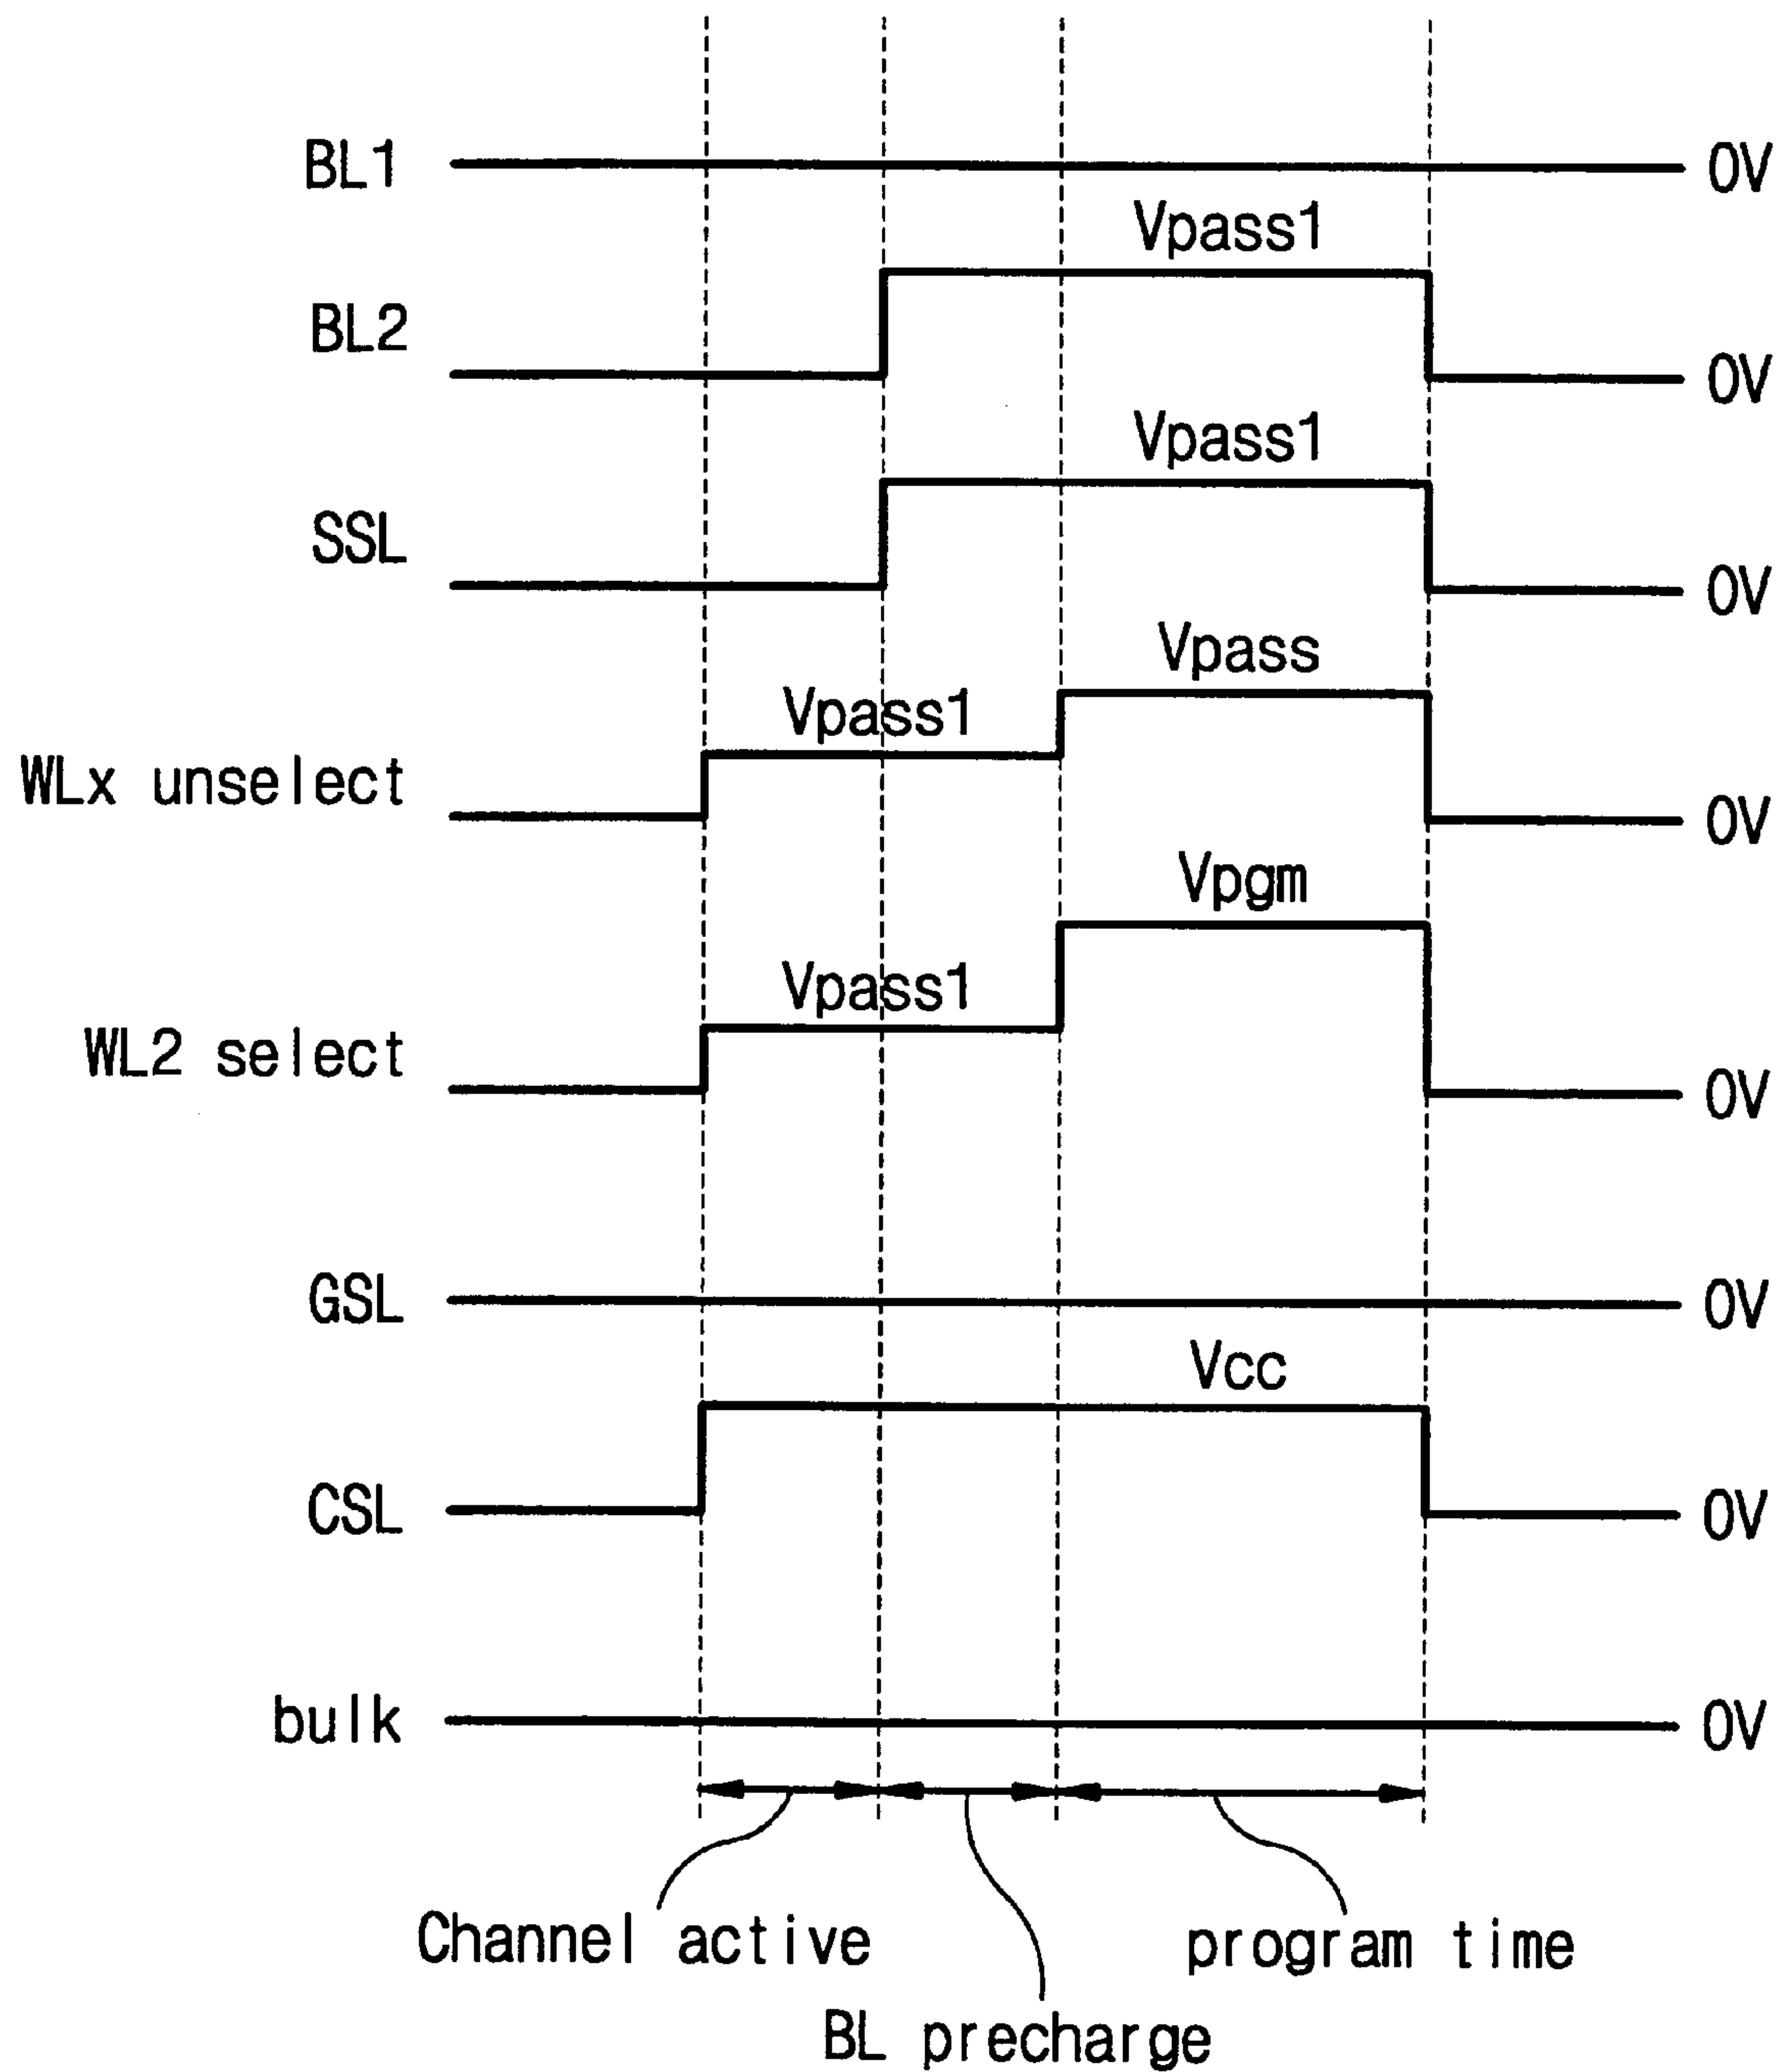 BL1 0V
Vpass1
BL2 0V
Vpass1
SSL 0V
Vpass
Vpass1
WLx unselect 0V
Vpgm
Vpass1
WL2 select 0V
GSL 0V
Vcc
CSL 0V
bulk 0V
Channel active program time
BL precharge